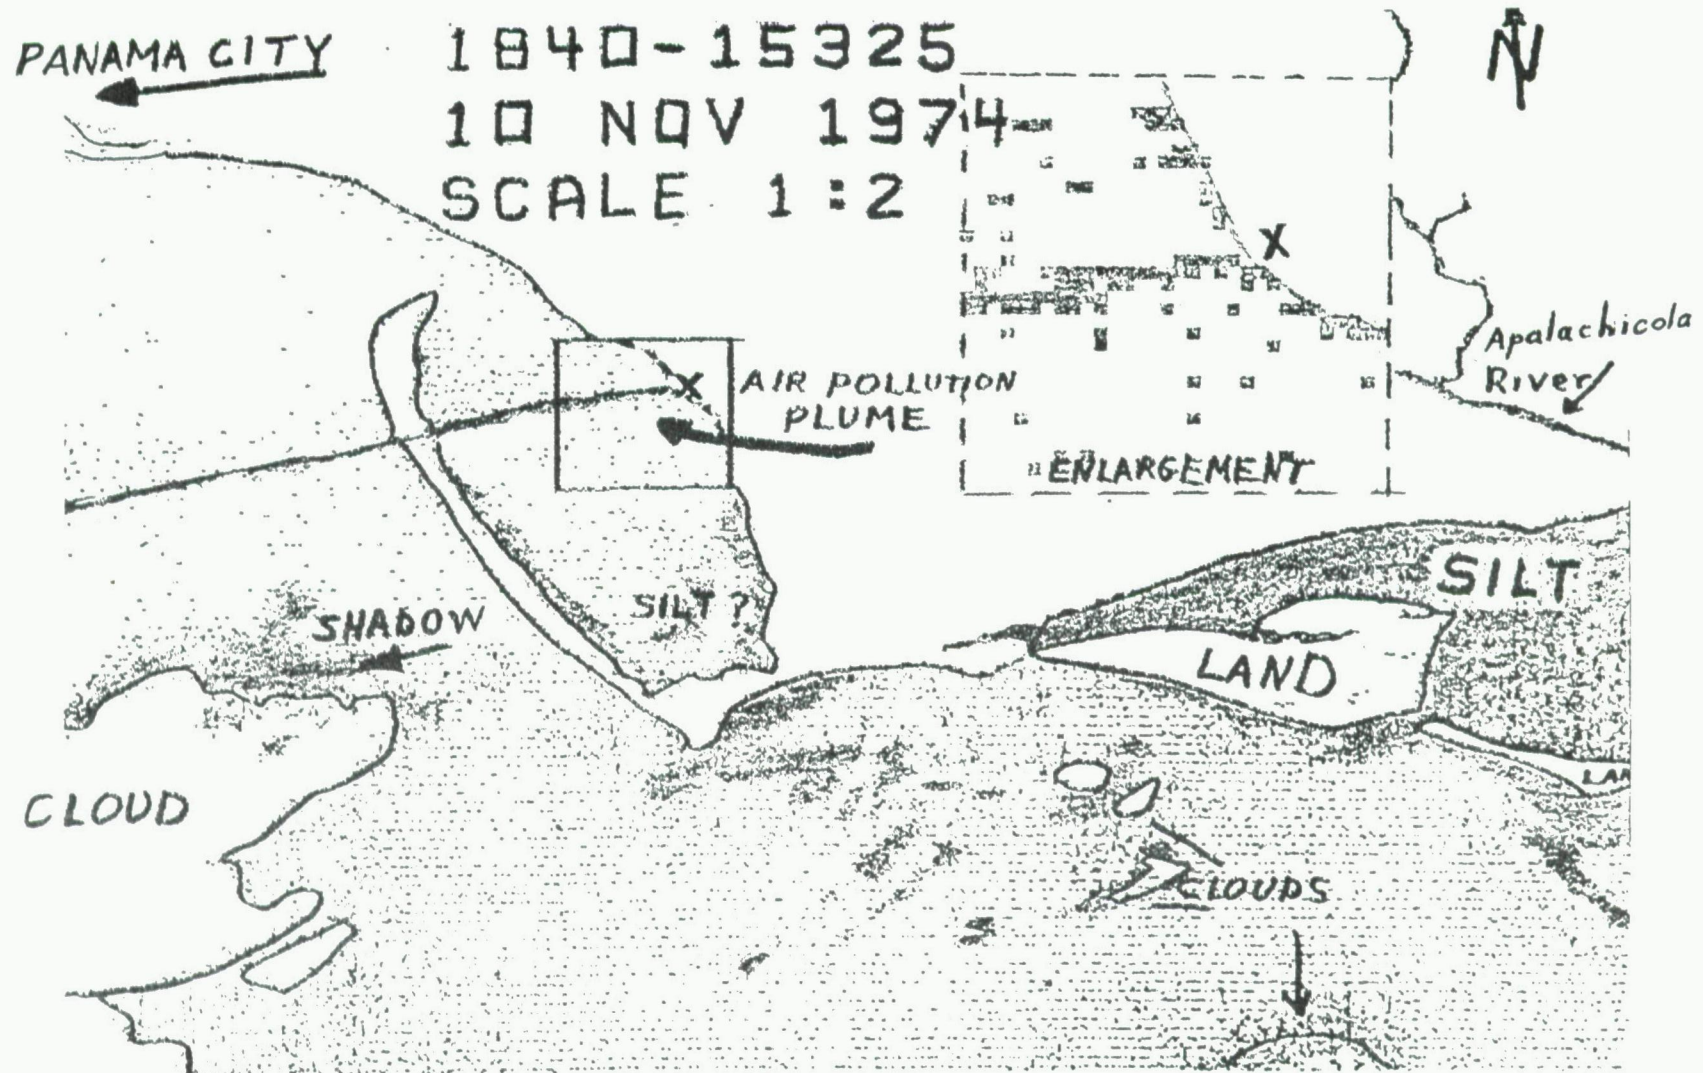 PANAMA CITY
1840-15325
10 NOV 1974
SCALE 1:2
N
X
Apalachicola
River
X
AIR POLLUTION
PLUME
ENLARGEMENT
SILT
SILT ?
SHADOW
LAND
LAN
CLOUD
CLOUDS